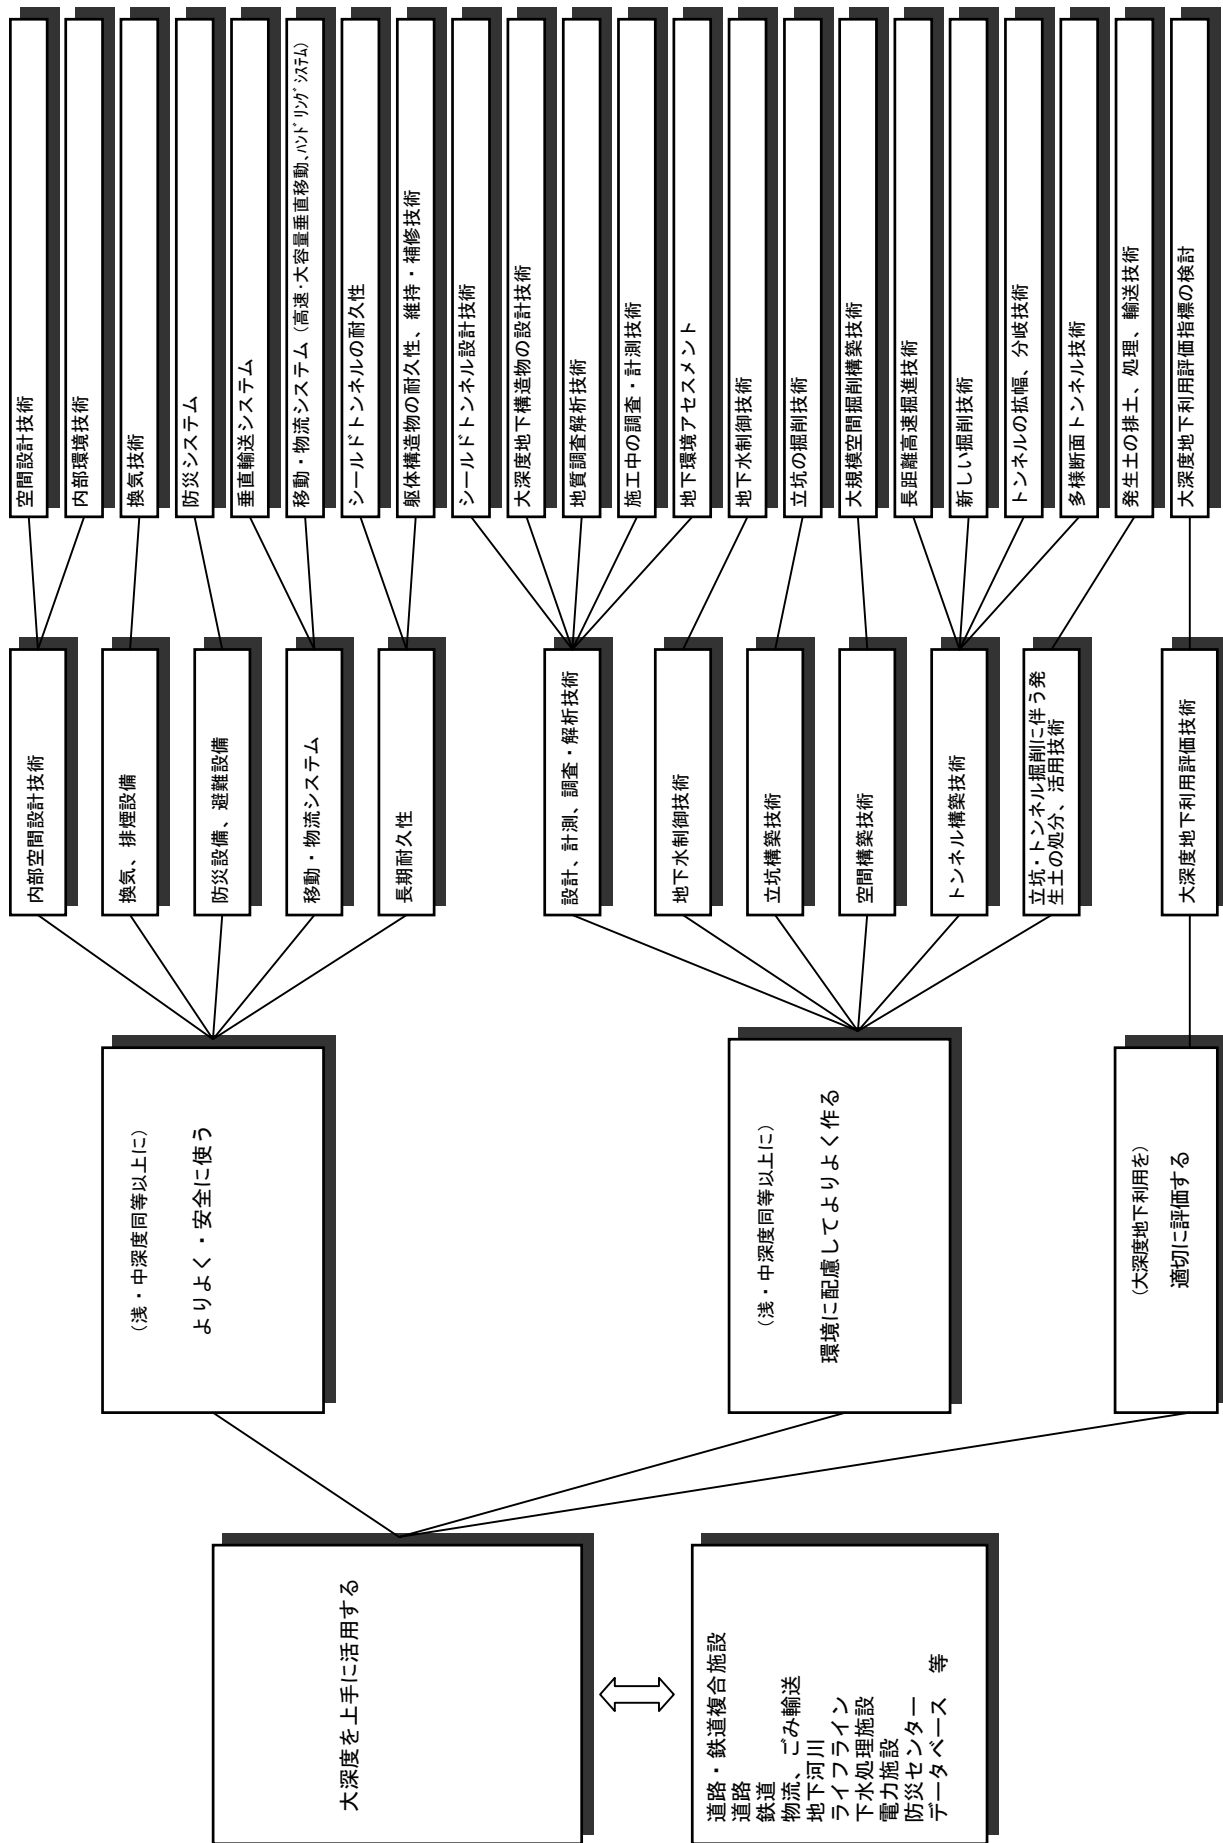 大深度を上手に活用する
道路・鉄道複合施設
道路
鉄道
物流、ごみ輸送
地下河川
ライフライン
下水処理施設
電力施設
防災センター
データベース 等
(浅・中深度同等以上に)
よりよく・安全に使う
(浅・中深度同等以上に)
環境に配慮してよりよく作る
(大深度地下利用を)
適切に評価する
内部空間設計技術
換気、排煙設備
防災設備、避難設備
移動・物流システム
長期耐久性
設計、計測、調査・解析技術
地下水制御技術
立坑構築技術
空間構築技術
トンネル構築技術
立坑・トンネル掘削に伴う発
生土の処分、活用技術
大深度地下利用評価技術
空間設計技術
内部環境技術
換気技術
防災システム
垂直輸送システム
移動・物流システム(高速・大容量垂直移動、ハンドリングシステム)
シールドトンネルの耐久性
躯体構造物の耐久性、維持・補修技術
シールドトンネル設計技術
大深度地下構造物の設計技術
地質調査解析技術
施工中の調査・計測技術
地下環境アセスメント
地下水制御技術
立坑の掘削技術
大規模空間掘削構築技術
長距離高速掘進技術
新しい掘削技術
トンネルの拡幅、分岐技術
多様断面トンネル技術
発生土の排土、処理、輸送技術
大深度地下利用評価指標の検討